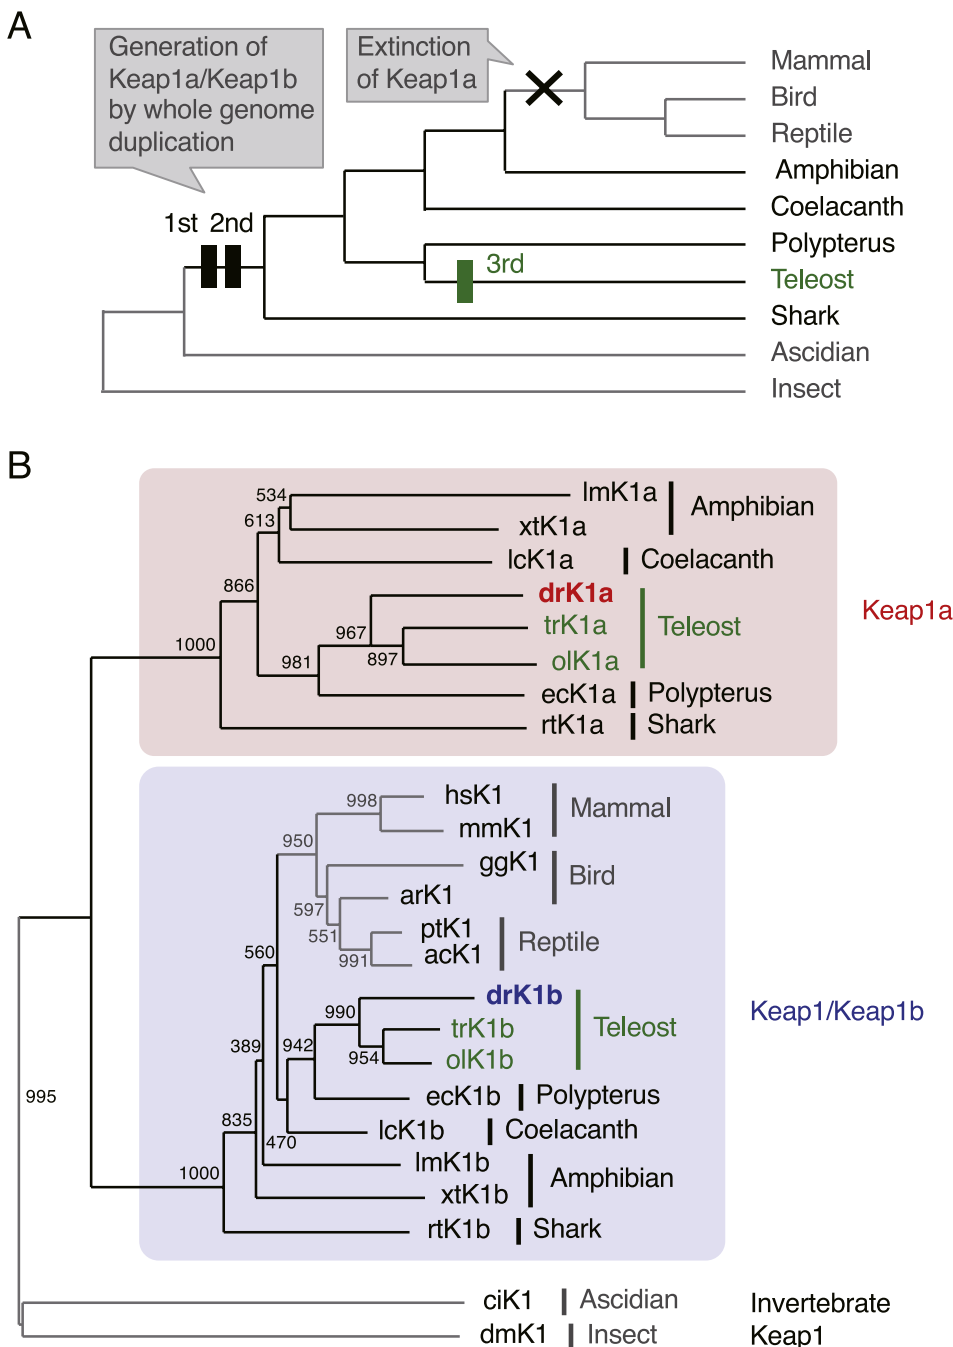 A
Generation of
Keap1a/Keap1b
by whole genome
duplication
Extinction
of Keap1a
1st 2nd
3rd
Mammal
Bird
Reptile
Amphibian
Coelacanth
Polypterus
Teleost
Shark
Ascidian
Insect
B
534
lmK1a
Amphibian
613
xtK1a
lcK1a
Coelacanth
866
drK1a
Keap1a
967
trK1a
Teleost
1000
897
olK1a
981
ecK1a
Polypterus
rtK1a
Shark
998
hsK1
Mammal
mmK1
950
ggK1
Bird
597
arK1
551
ptK1
Reptile
991
acK1
560
drK1b
Keap1/Keap1b
990
trK1b
Teleost
389
942
954
olK1b
995
ecK1b
Polypterus
835
470
lcK1b
Coelacanth
1000
lmK1b
Amphibian
xtK1b
rtK1b
Shark
ciK1
Ascidian
Invertebrate
dmK1
Insect
Keap1